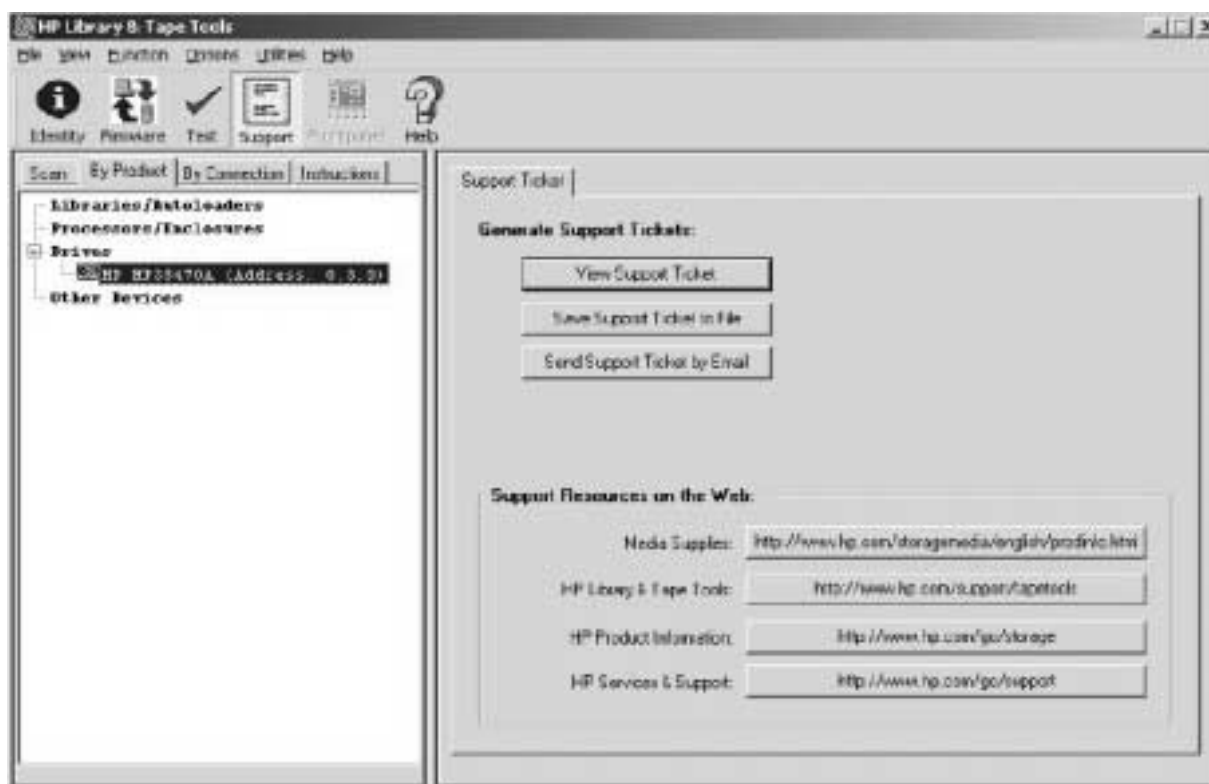 HP Library & Tape Tools
File View Function Options Utilities Help
Identity Firmware Test Support Help
Scan By Product By Connection Instructions
Libraries/Autoloaders
Processors/Enclosures
Drives
HP (Address:
Other Devices
Support Ticket
Generate Support Tickets:
View Support Ticket
Save Support Ticket to File
Send Support Ticket by Email
Support Resources on the Web:
Media Supplies: http://www.hp.com/storagemedia/english/prodinfo.html
HP Library & Tape Tools: http://www.hp.com/support/tapetools
HP Product Information: http://www.hp.com/go/storage
HP Services & Support: http://www.hp.com/go/support